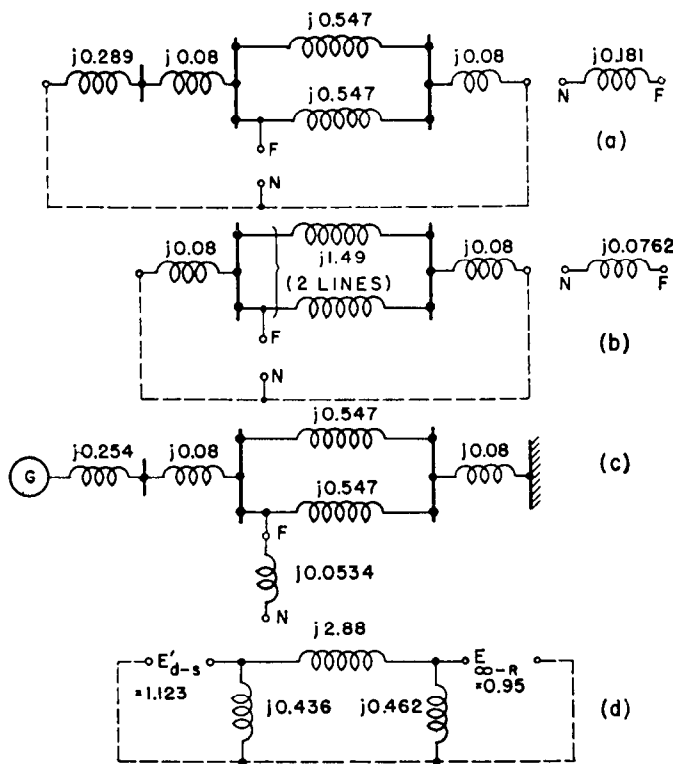 j0.547
j0.289
j0.08
j0.08
j0.181
N
F
j0.547
F
N
(a)
j0.08
j1.49
(2 LINES)
j0.08
j0.0762
N
F
F
N
(b)
j0.547
G
j0.254
j0.08
j0.08
(c)
j0.547
F
j0.0534
N
j2.88
E'd-s
=1.123
E∞-R
=0.95
j0.436
j0.462
(d)